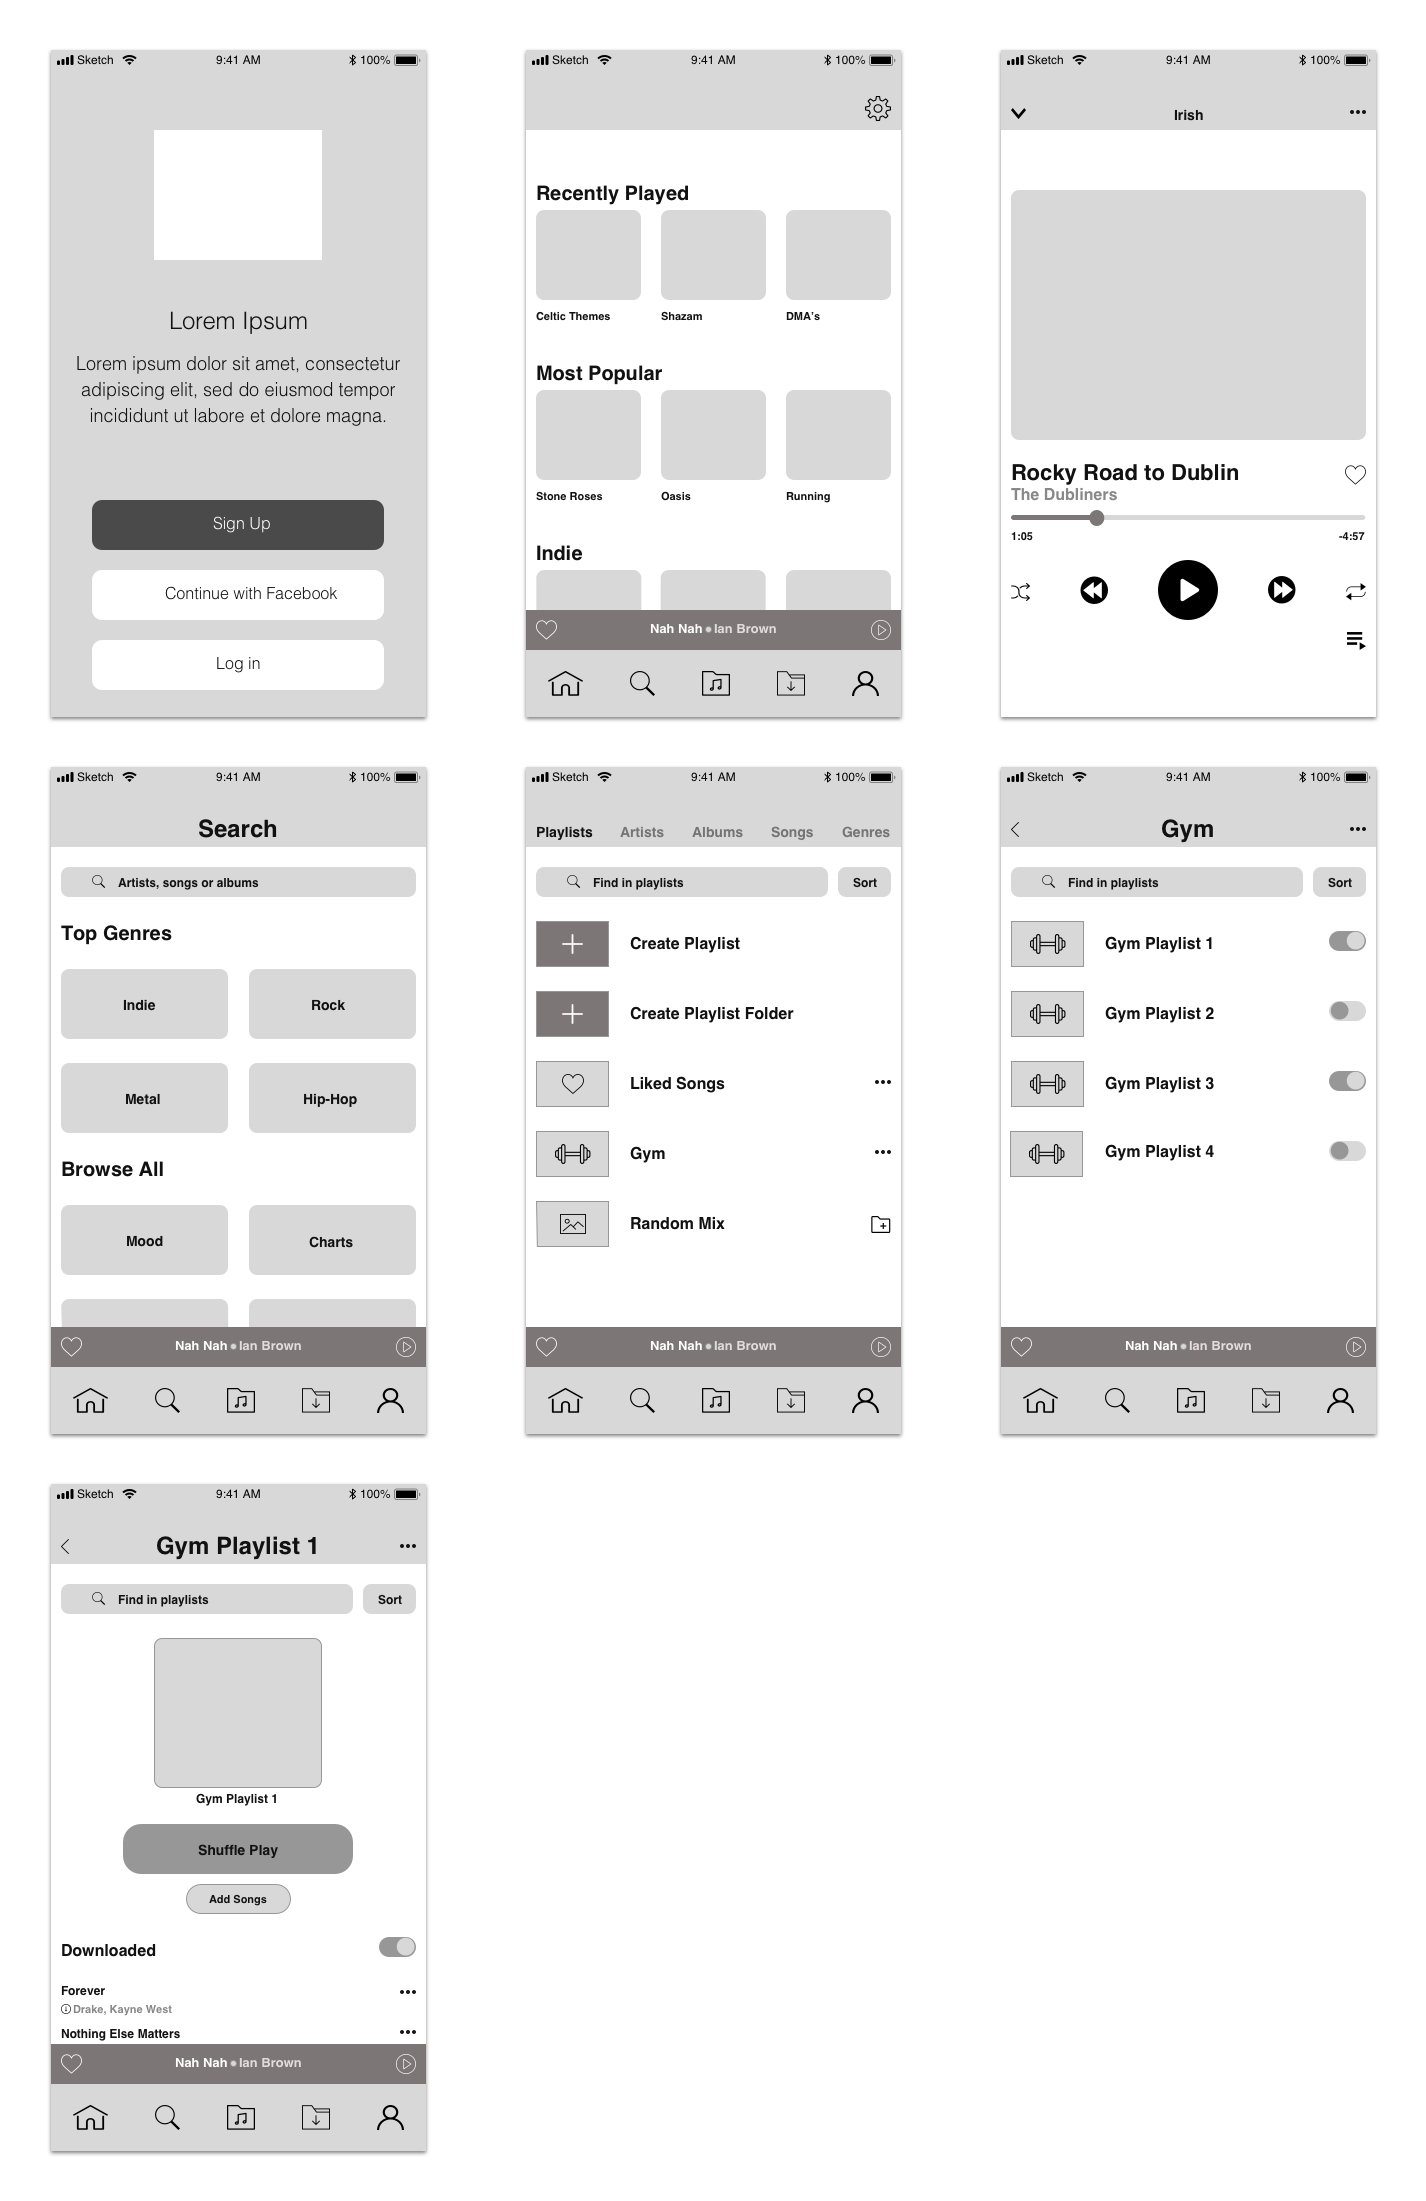 Sketch 9:41 AM 100%
Lorem Ipsum
Lorem ipsum dolor sit amet, consectetur
adipiscing elit, sed do eiusmod tempor
incididunt ut labore et dolore magna.
Sign Up
Continue with Facebook
Log in
Sketch 9:41 AM 100%
Recently Played
Celtic Themes Shazam DMA's
Most Popular
Stone Roses Oasis Running
Indie
Nah Nah • Ian Brown
Sketch 9:41 AM 100%
Irish
Rocky Road to Dublin
The Dubliners
1:05 -4:57
Sketch 9:41 AM 100%
Search
Artists, songs or albums
Top Genres
Indie Rock
Metal Hip-Hop
Browse All
Mood Charts
Nah Nah • Ian Brown
Sketch 9:41 AM 100%
Playlists Artists Albums Songs Genres
Find in playlists Sort
Create Playlist
Create Playlist Folder
Liked Songs
Gym
Random Mix
Nah Nah • Ian Brown
Sketch 9:41 AM 100%
Gym
Find in playlists Sort
Gym Playlist 1
Gym Playlist 2
Gym Playlist 3
Gym Playlist 4
Nah Nah • Ian Brown
Sketch 9:41 AM 100%
Gym Playlist 1
Find in playlists Sort
Gym Playlist 1
Shuffle Play
Add Songs
Downloaded
Forever
Drake, Kayne West
Nothing Else Matters
Nah Nah • Ian Brown